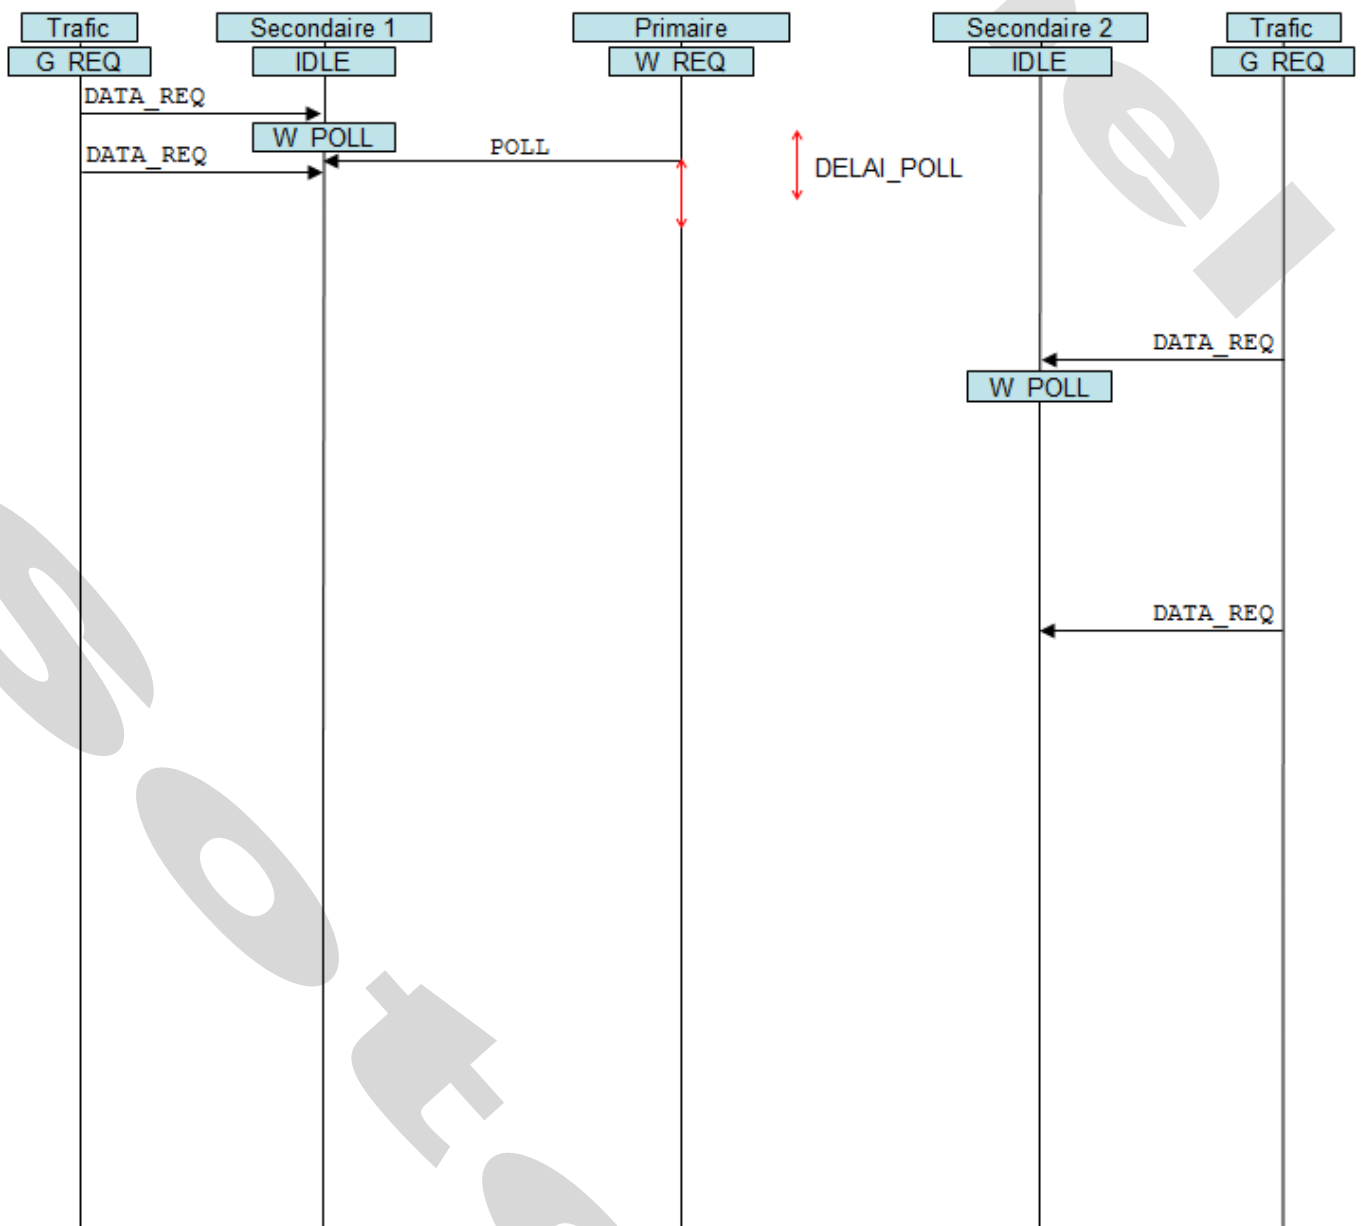 Trafic
Secondaire 1
Primaire
Secondaire 2
Trafic
G_REQ
IDLE
W_REQ
IDLE
G_REQ
DATA_REQ
W_POLL
POLL
DATA_REQ
DELAI_POLL
DATA_REQ
W_POLL
DATA_REQ